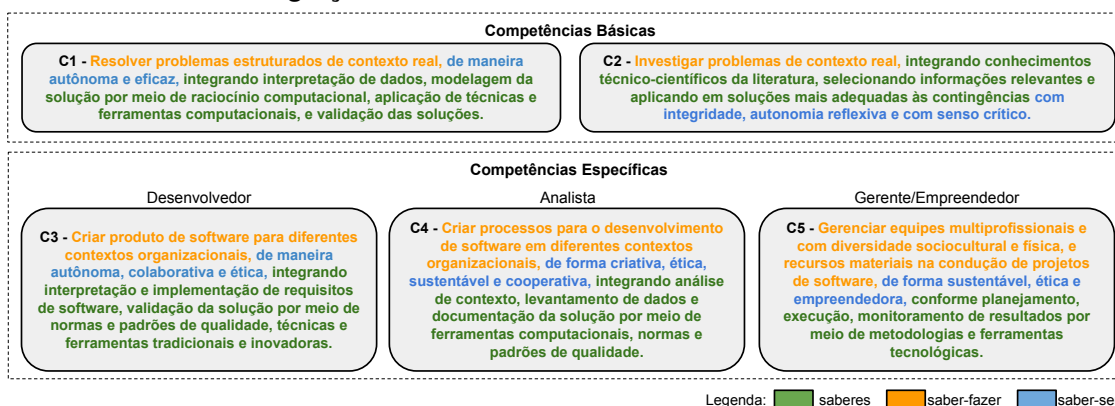 Competências Básicas
C1 - Resolver problemas estruturados de contexto real, de maneira
autônoma e eficaz, integrando interpretação de dados, modelagem da
solução por meio de raciocínio computacional, aplicação de técnicas e
ferramentas computacionais, e validação das soluções.
C2 - Investigar problemas de contexto real, integrando conhecimentos
técnico-científicos da literatura, selecionando informações relevantes e
aplicando em soluções mais adequadas às contingências com
integridade, autonomia reflexiva e com senso crítico.
Competências Específicas
Desenvolvedor
C3 - Criar produto de software para diferentes
contextos organizacionais, de maneira
autônoma, colaborativa e ética, integrando
interpretação e implementação de requisitos
de software, validação da solução por meio de
normas e padrões de qualidade, técnicas e
ferramentas tradicionais e inovadoras.
Analista
C4 - Criar processos para o desenvolvimento
de software em diferentes contextos
organizacionais, de forma criativa, ética,
sustentável e cooperativa, integrando análise
de contexto, levantamento de dados e
documentação da solução por meio de
ferramentas computacionais, normas e
padrões de qualidade.
Gerente/Empreendedor
C5 - Gerenciar equipes multiprofissionais e
com diversidade sociocultural e física, e
recursos materiais na condução de projetos
de software, de forma sustentável, ética e
empreendedora, conforme planejamento,
execução, monitoramento de resultados por
meio de metodologias e ferramentas
tecnológicas.
Legenda: saberes saber-fazer saber-se